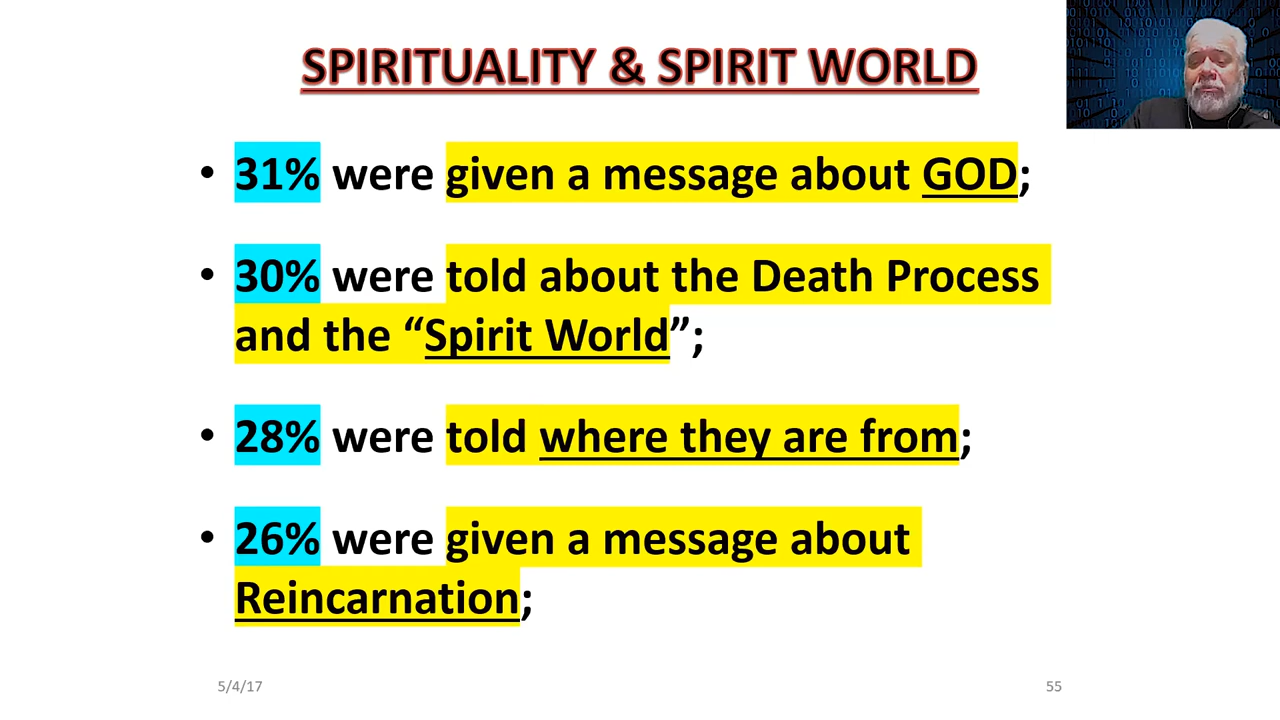 SPIRITUALITY & SPIRIT WORLD
• 31% were given a message about GOD;
• 30% were told about the Death Process
and the “Spirit World”;
• 28% were told where they are from;
• 26% were given a message about
Reincarnation;
5/4/17
55